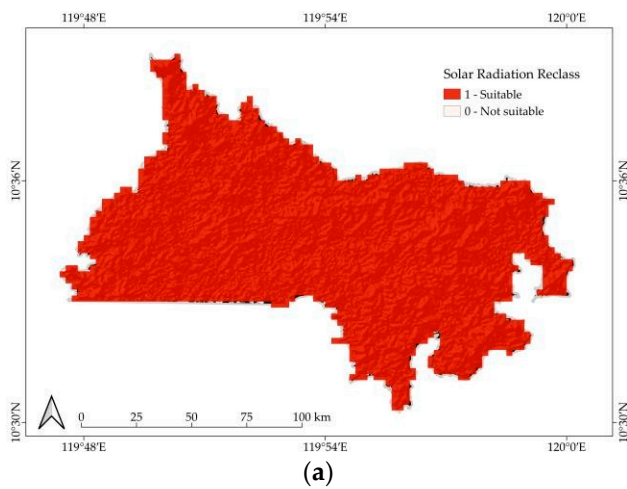 119°48'E 119°54'E 120°0'E
Solar Radiation Reclass
1 - Suitable
0 - Not suitable
10°36'N 10°36'N
0 25 50 75 100 km
10°30'N 10°30'N
119°48'E 119°54'E 120°0'E
(a)